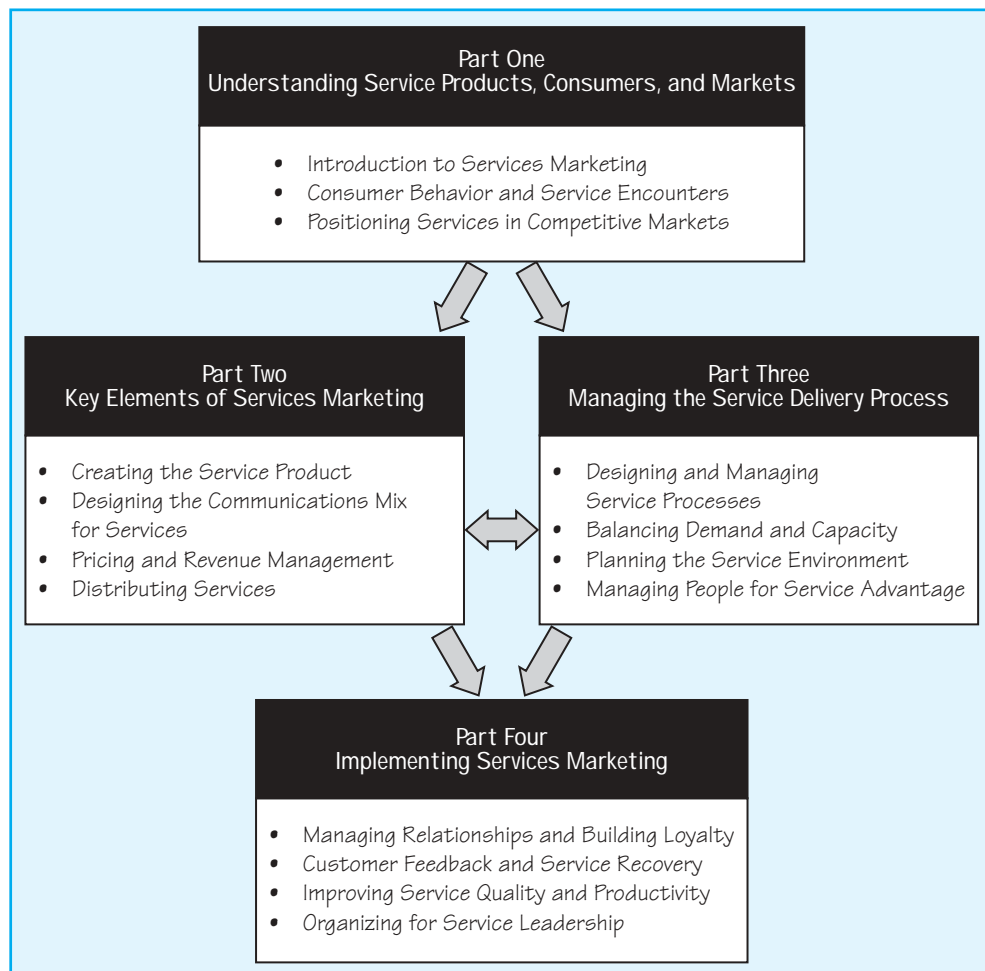 Part One
Understanding Service Products, Consumers, and Markets
• Introduction to Services Marketing
• Consumer Behavior and Service Encounters
• Positioning Services in Competitive Markets
Part Two
Key Elements of Services Marketing
• Creating the Service Product
• Designing the Communications Mix
for Services
• Pricing and Revenue Management
• Distributing Services
Part Three
Managing the Service Delivery Process
• Designing and Managing
Service Processes
• Balancing Demand and Capacity
• Planning the Service Environment
• Managing People for Service Advantage
Part Four
Implementing Services Marketing
• Managing Relationships and Building Loyalty
• Customer Feedback and Service Recovery
• Improving Service Quality and Productivity
• Organizing for Service Leadership